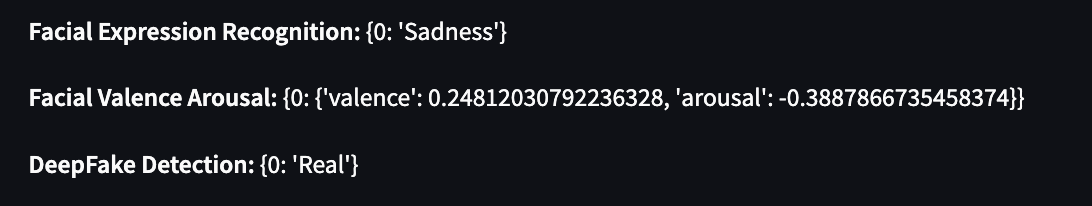 Facial Expression Recognition: {0: 'Sadness'}
Facial Valence Arousal: {0: {'valence': 0.24812030792236328, 'arousal': -0.3887866735458374}}
DeepFake Detection: {0: 'Real'}